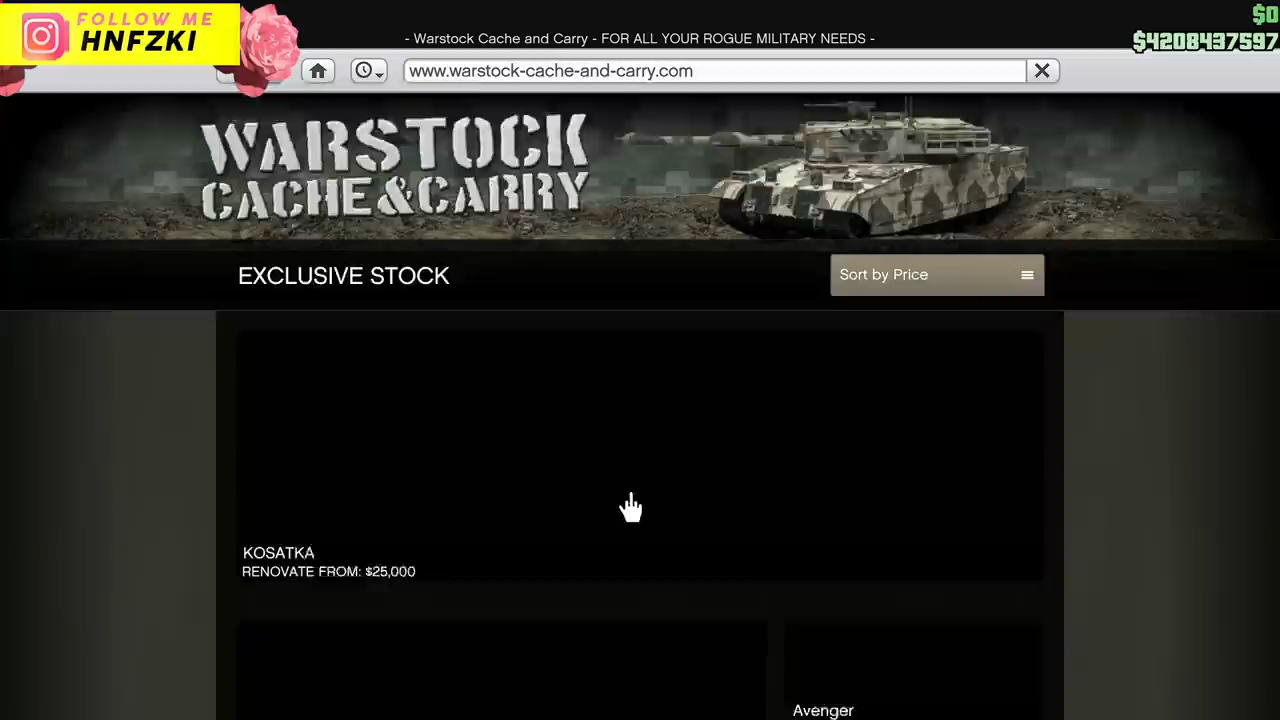 FOLLOW ME
HNFZKI
$0
- Warstock Cache and Carry - FOR ALL YOUR ROGUE MILITARY NEEDS -
$4208437597
www.warstock-cache-and-carry.com
WARSTOCK
CACHE&CARRY
EXCLUSIVE STOCK
Sort by Price
KOSATKA
RENOVATE FROM: $25,000
Avenger